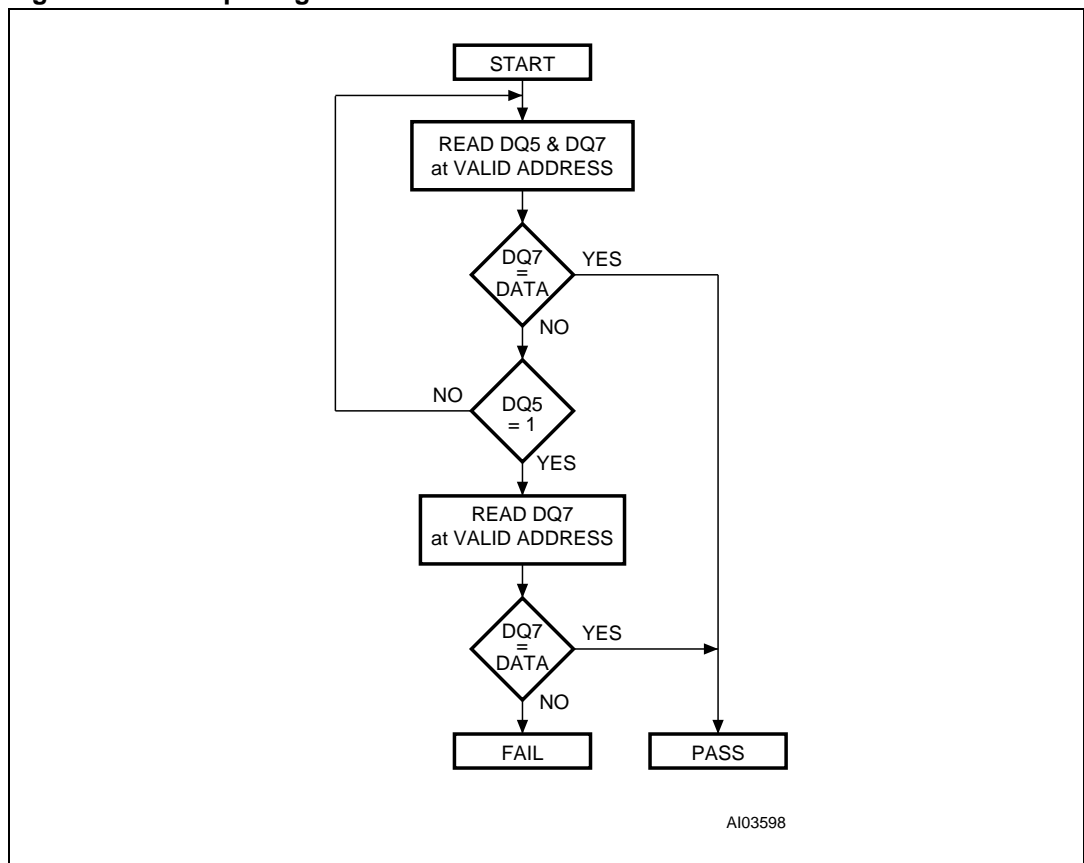 START
READ DQ5 & DQ7
at VALID ADDRESS
DQ7
=
DATA
YES
NO
NO
DQ5
= 1
YES
READ DQ7
at VALID ADDRESS
DQ7
=
DATA
YES
NO
FAIL
PASS
AI03598